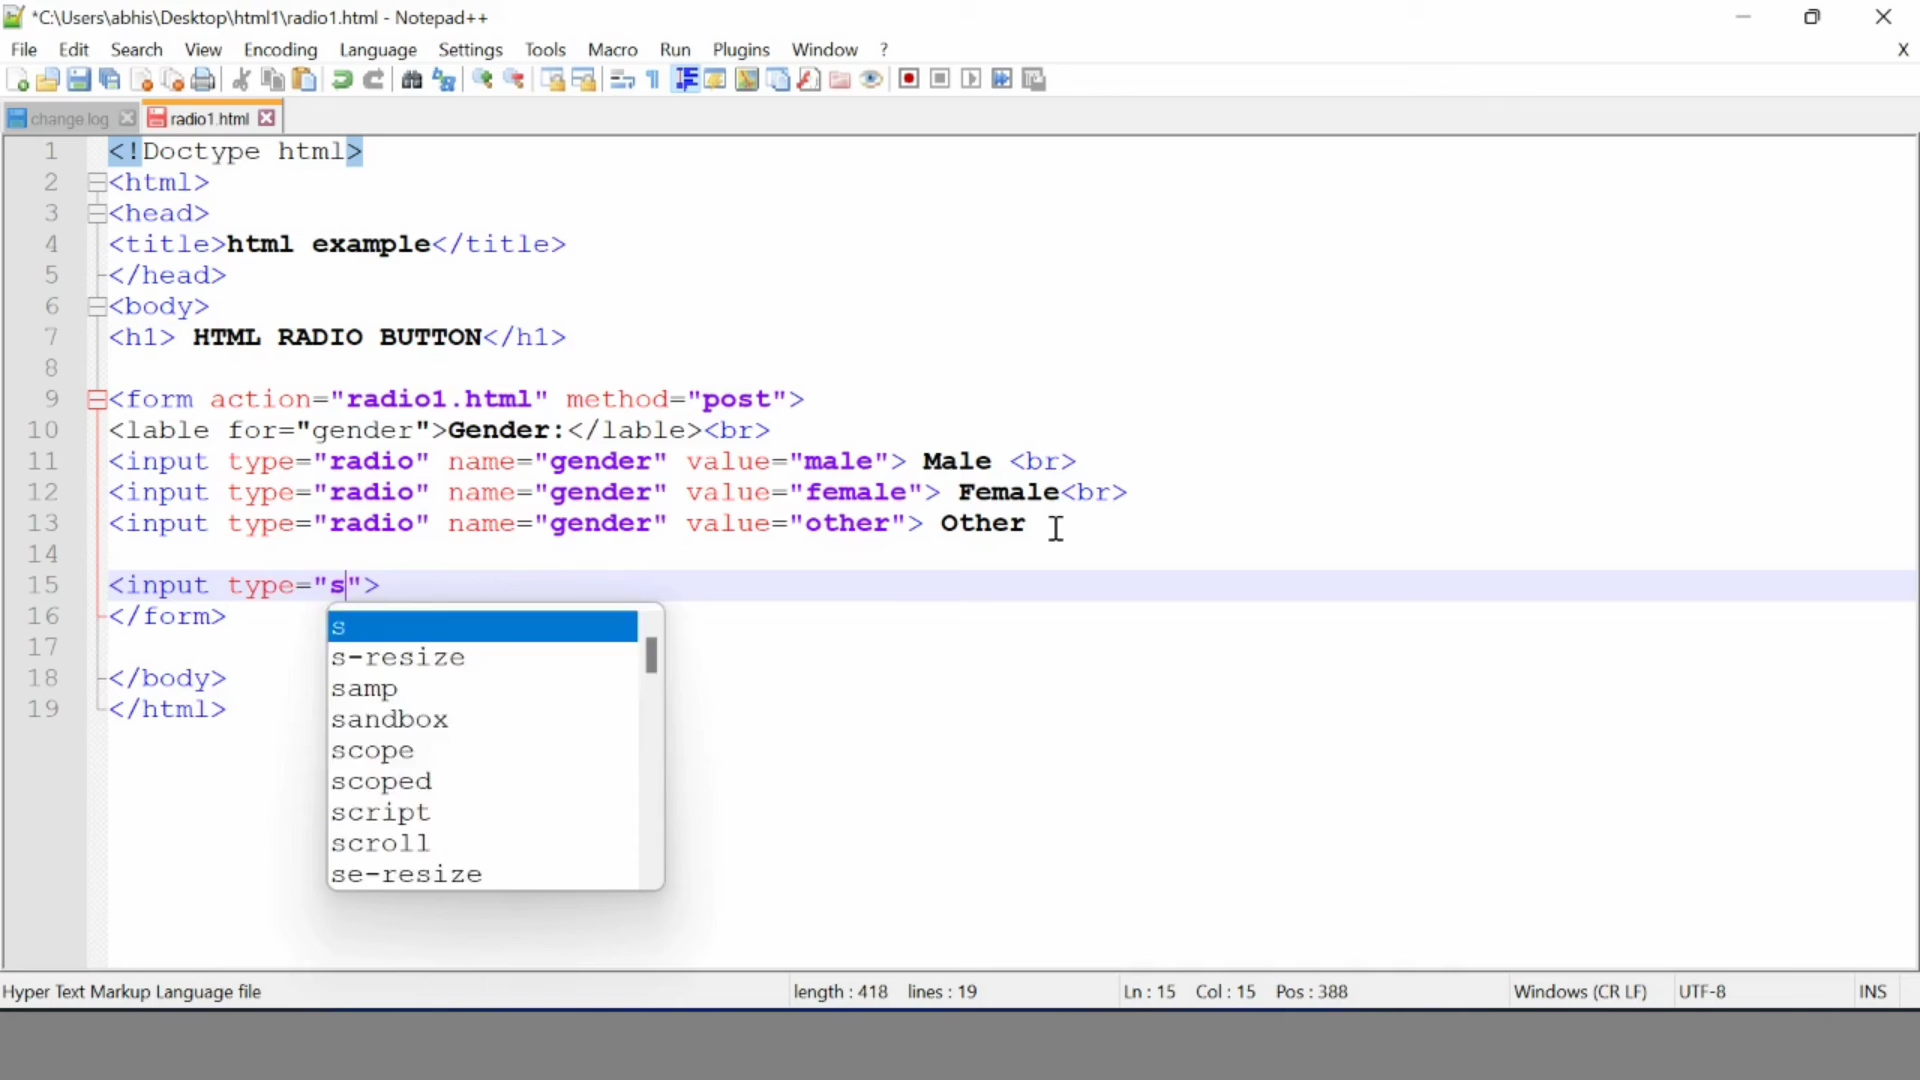 *C:\Users\abhis\Desktop\html1\radio1.html - Notepad++
File Edit Search View Encoding Language Settings Tools Macro Run Plugins Window ? X
change.log radio1.html
1 <!Doctype html>
2 <html>
3 <head>
4 <title>html example</title>
5 </head>
6 <body>
7 <h1> HTML RADIO BUTTON</h1>
8
9 <form action="radio1.html" method="post">
10 <lable for="gender">Gender:</lable><br>
11 <input type="radio" name="gender" value="male"> Male <br>
12 <input type="radio" name="gender" value="female"> Female<br>
13 <input type="radio" name="gender" value="other"> Other
14
15 <input type="s">
16 </form>
17
18 </body>
19 </html>
s
s-resize
samp
sandbox
scope
scoped
script
scroll
se-resize
Hyper Text Markup Language file length : 418 lines : 19 Ln : 15 Col : 15 Pos : 388 Windows (CR LF) UTF-8 INS